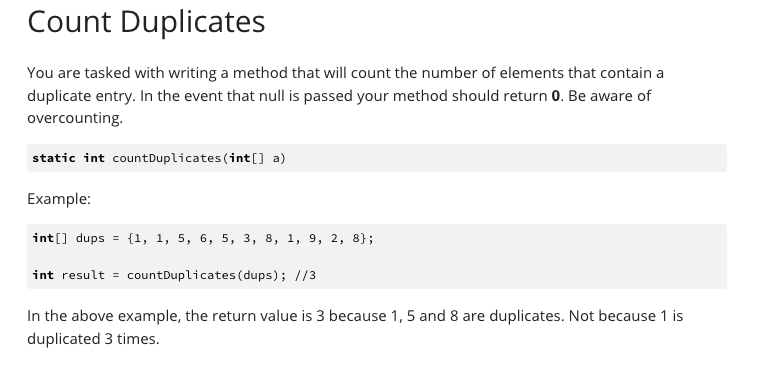 Count Duplicates
You are tasked with writing a method that will count the number of elements that contain a
duplicate entry. In the event that null is passed your method should return 0. Be aware of
overcounting.
static int countDuplicates(int[] a)
Example:
int[] dups = {1, 1, 5, 6, 5, 3, 8, 1, 9, 2, 8};
int result = countDuplicates(dups); //3
In the above example, the return value is 3 because 1, 5 and 8 are duplicates. Not because 1 is
duplicated 3 times.